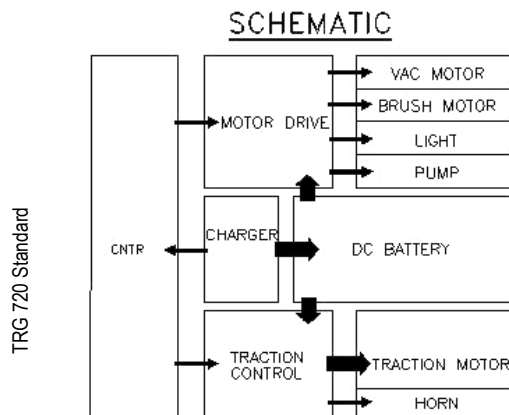 SCHEMATIC
VAC MOTOR
BRUSH MOTOR
MOTOR DRIVE
LIGHT
PUMP
CHARGER
CNTR
DC BATTERY
TRG 720 Standard
TRACTION
CONTROL
TRACTION MOTOR
HORN